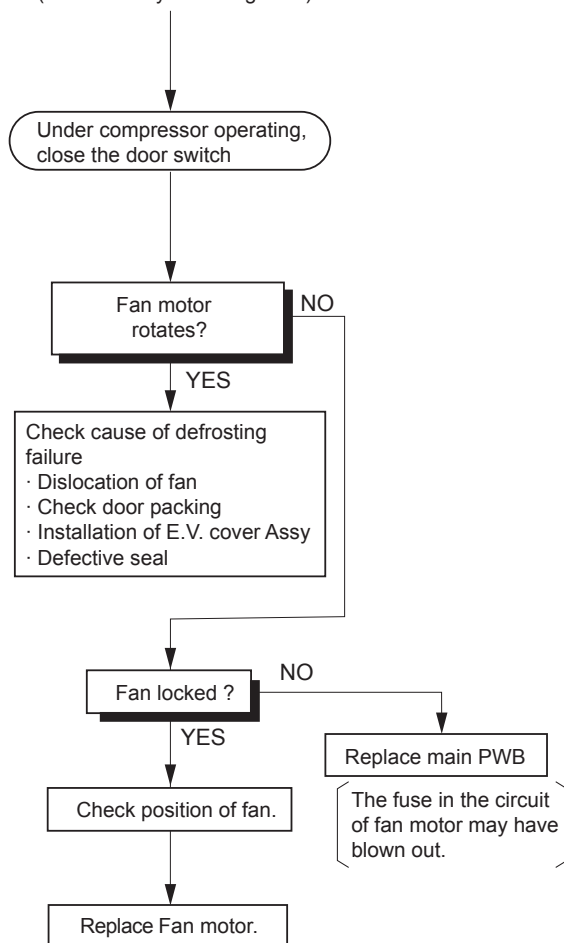 Under compressor operating,
close the door switch
Fan motor
rotates?
NO
YES
Check cause of defrosting
failure
· Dislocation of fan
· Check door packing
· Installation of E.V. cover Assy
· Defective seal
Fan locked ?
NO
YES
Replace main PWB
Check position of fan.
The fuse in the circuit
of fan motor may have
blown out.
Replace Fan motor.